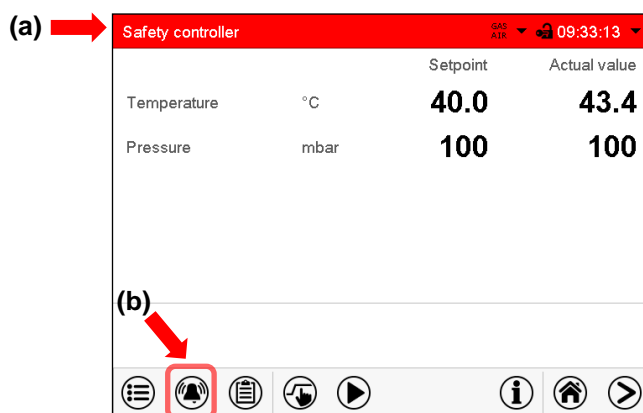 (a)
Safety controller GAS AIR 09:33:13
Setpoint Actual value
Temperature °C 40.0 43.4
Pressure mbar 100 100
(b)